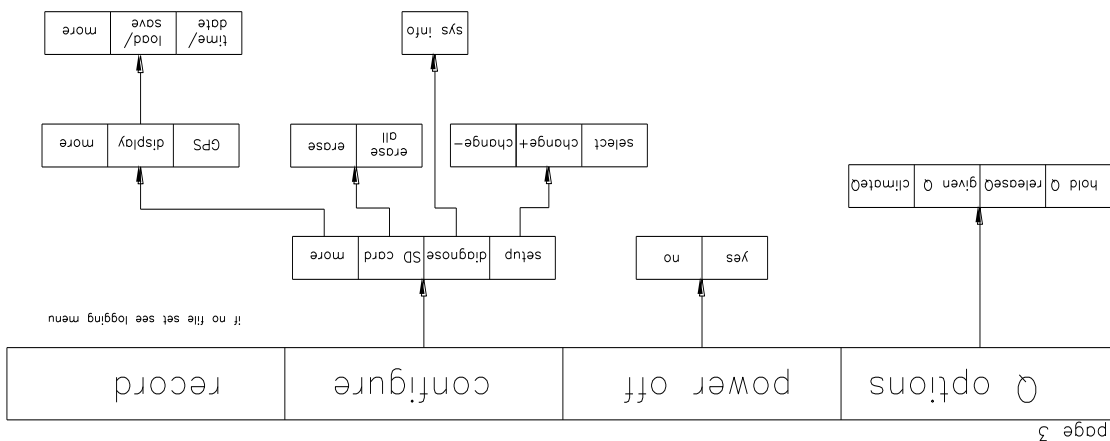 page 3
Q options
power off
configure
record
if no file set see logging menu
yes
no
setup
diagnose
SD card
more
hold Q
releaseQ
given Q
climateQ
select
change+
change-
erase
all
erase
GPS
display
more
sys info
time/
date
load/
save
more